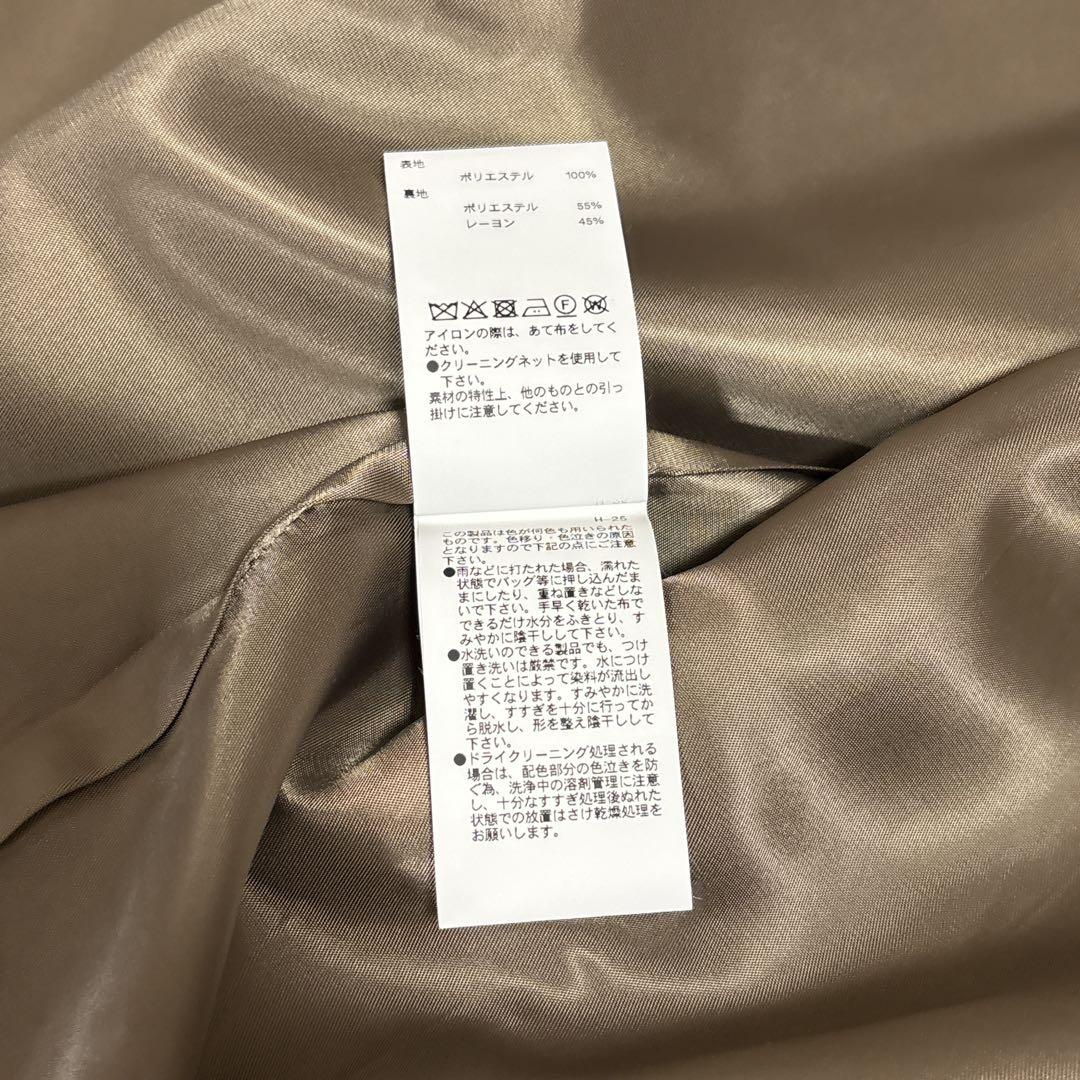 表地
ポリエステル 100%
裏地
ポリエステル 55%
レーヨン 45%
F
W
アイロンの際は、あて布をしてく
ださい。
●クリーニングネットを使用して
下さい。
素材の特性上、他のものとの引っ
掛けに注意してください。
H-25
この製品は色が何色も用いられた
ものです。色移り・色泣きの原因
となりますので下記の点にご注意
下さい。
●雨などに打たれた場合、濡れた
状態でバッグ等に押し込んだま
まにしたり、重ね置きなどしな
いで下さい。手早く乾いた布で
できるだけ水分をふきとり、す
みやかに陰干しして下さい。
●水洗いのできる製品でも、つけ
置き洗いは厳禁です。水につけ
置くことによって染料が流出し
やすくなります。すみやかに洗
濯し、すすぎを十分に行ってか
ら脱水し、形を整え陰干しして
下さい。
●ドライクリーニング処理される
場合は、配色部分の色泣きを防
ぐ為、洗浄中の溶剤管理に注意
し、十分なすすぎ処理後ぬれた
状態での放置はさけ乾燥処理を
お願いします。